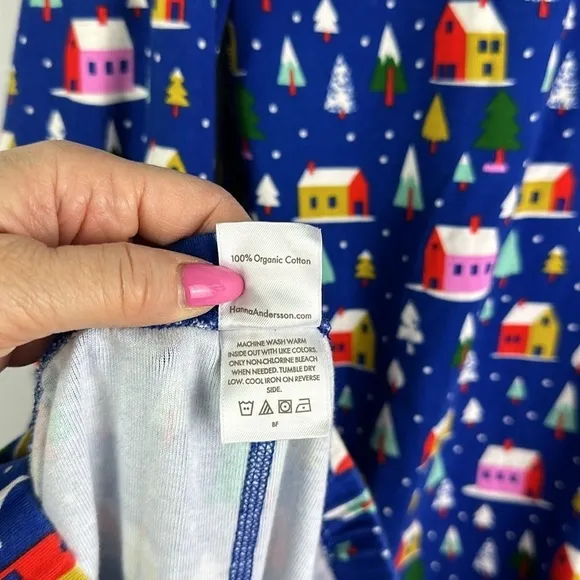 100% Organic Cotton
HannaAndersson.com
MACHINE WASH WARM
INSIDE OUT WITH LIKE COLORS.
ONLY NON-CHLORINE BLEACH
WHEN NEEDED. TUMBLE DRY
LOW. COOL IRON ON REVERSE
SIDE.
BF